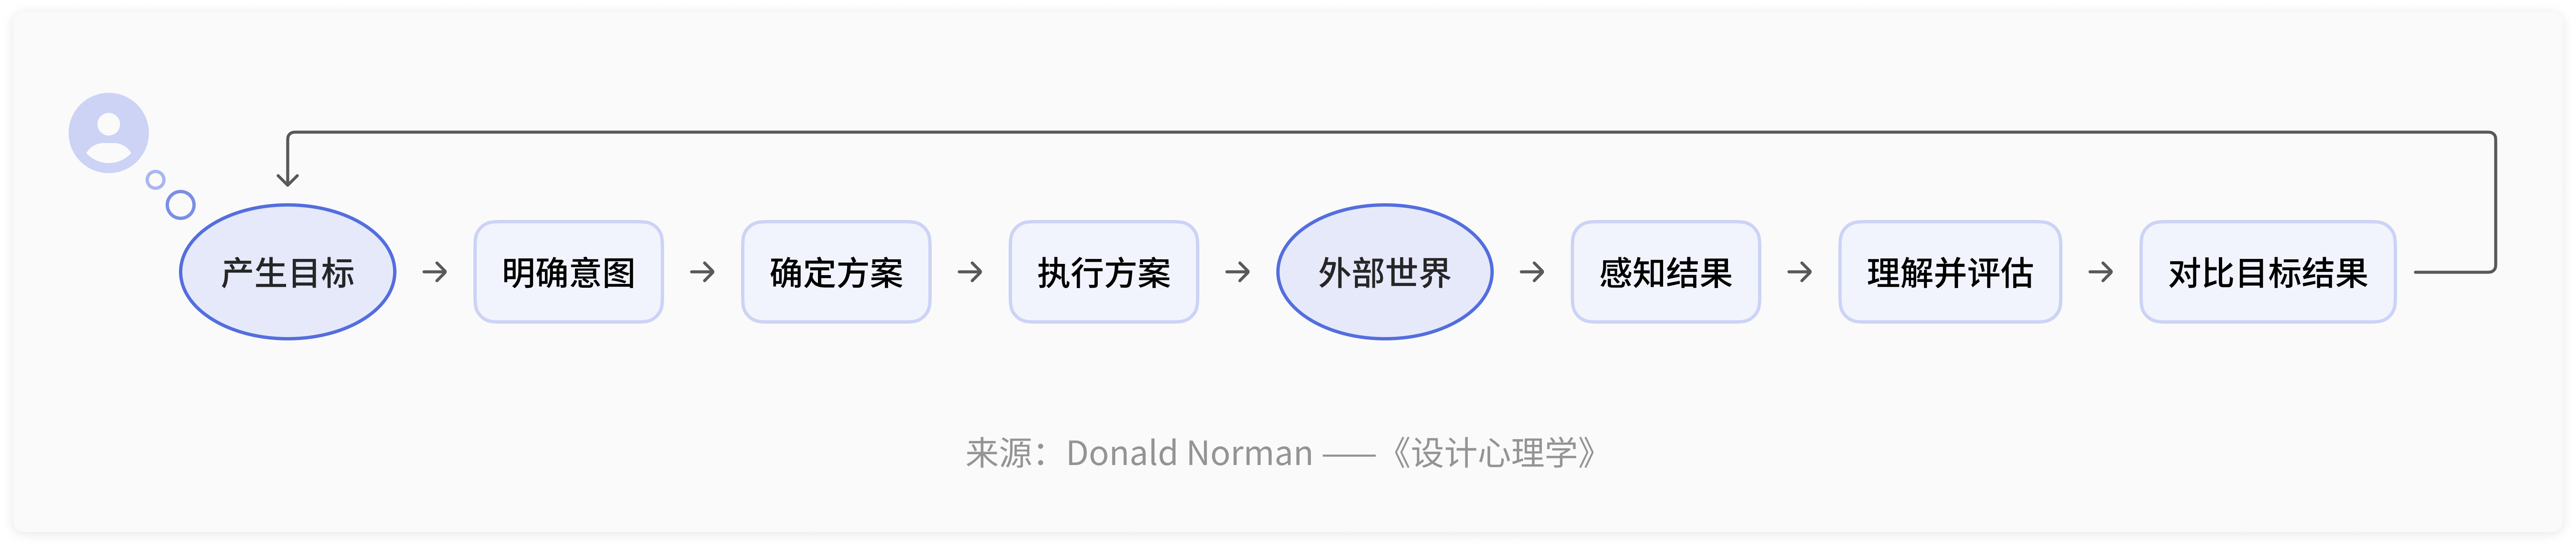 产生目标
明确意图
确定方案
执行方案
外部世界
感知结果
理解并评估
对比目标结果
来源：Donald Norman ——《设计心理学》